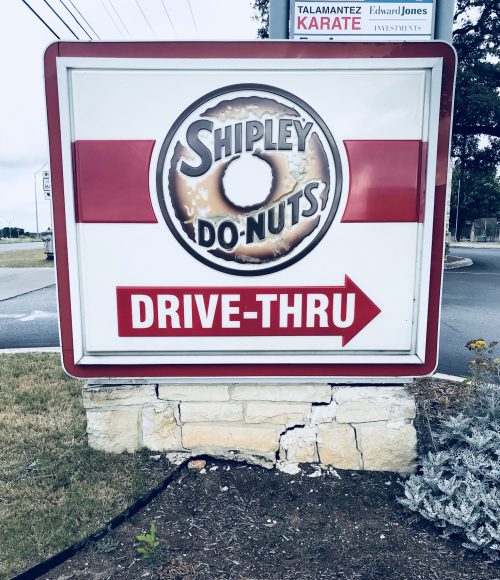 TALAMANTEZ
KARATE
Edward Jones
INVESTMENTS
SHIPLEY
DO-NUTS
DRIVE-THRU